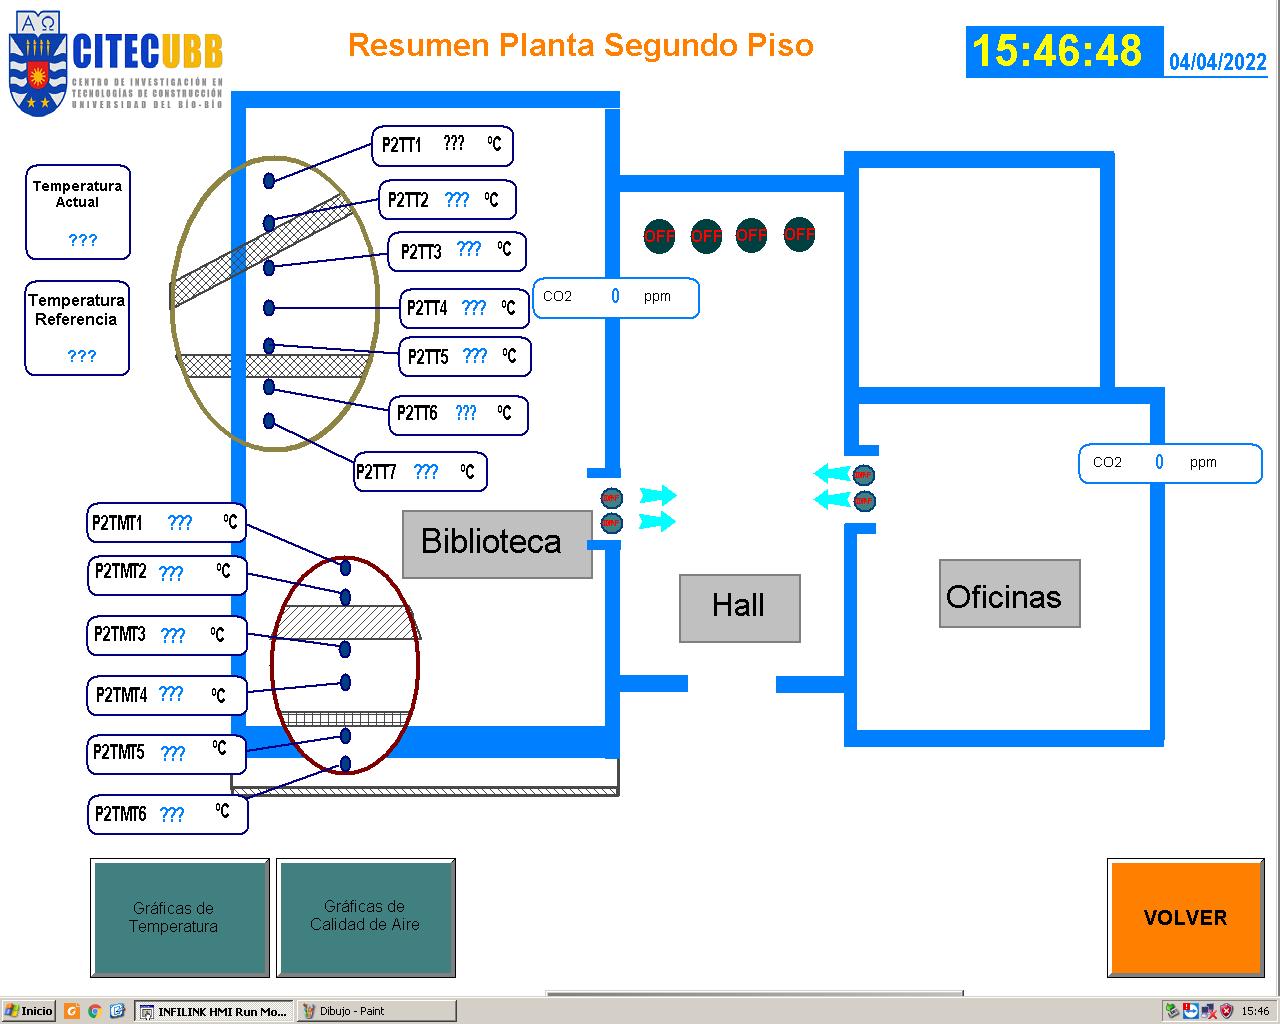 ΑΩ
CITECUBB
CENTRO DE INVESTIGACIÓN EN
TECNOLOGÍAS DE CONSTRUCCIÓN
UNIVERSIDAD DEL BÍO-BÍO
Resumen Planta Segundo Piso
15:46:48
04/04/2022
Temperatura
Actual
???
Temperatura
Referencia
???
P2TT1 ??? ºC
P2TT2 ??? ºC
P2TT3 ??? ºC
P2TT4 ??? ºC
P2TT5 ??? ºC
P2TT6 ??? ºC
P2TT7 ??? ºC
OFF OFF OFF OFF
CO2 0 ppm
CO2 0 ppm
OFF
OFF
OFF
OFF
P2TMT1 ??? ºC
P2TMT2 ??? ºC
P2TMT3 ??? ºC
P2TMT4 ??? ºC
P2TMT5 ??? ºC
P2TMT6 ??? ºC
Biblioteca
Hall
Oficinas
Gráficas de
Temperatura
Gráficas de
Calidad de Aire
VOLVER
Inicio
INFILINK HMI Run Mo...
Dibujo - Paint
15:46